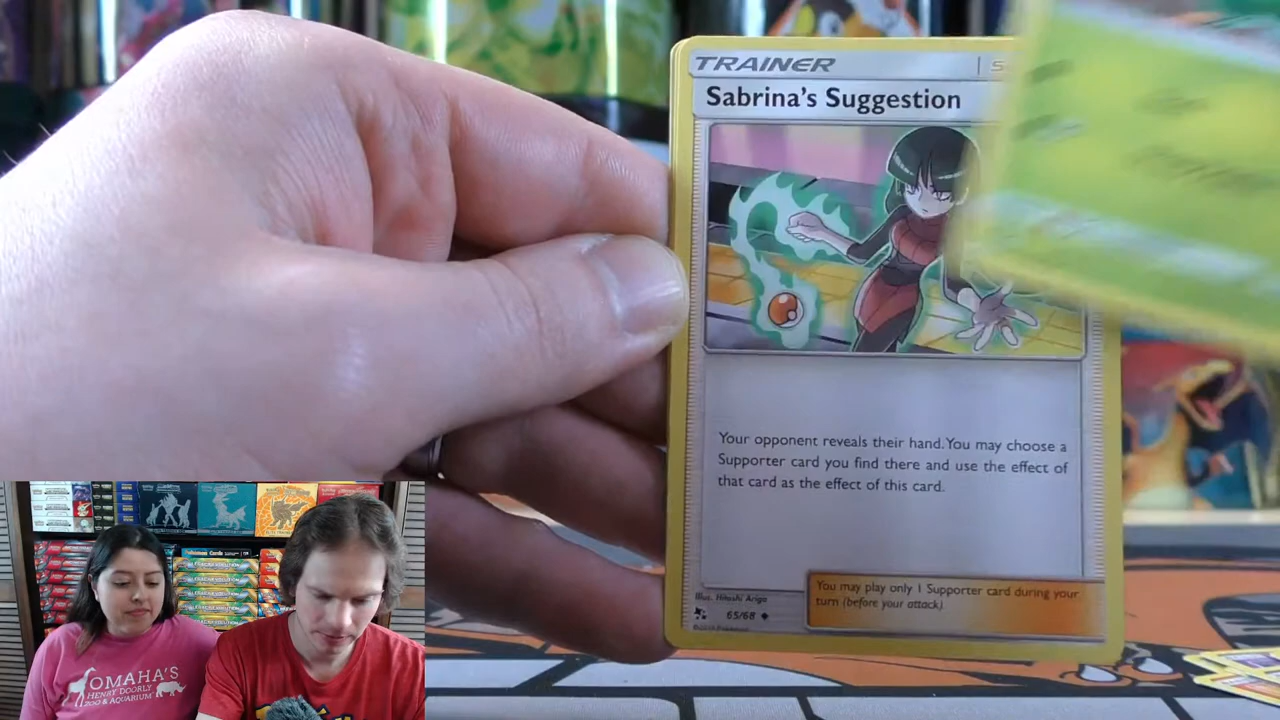 TRAINER
Sabrina's Suggestion
Your opponent reveals their hand. You may choose a
Supporter card you find there and use the effect of
that card as the effect of this card.
You may play only 1 Supporter card during your
turn (before your attack).
Illus. Hitoshi Ariga
65/68
OMAHA'S
HENRY DOORLY
ZOO & AQUARIUM